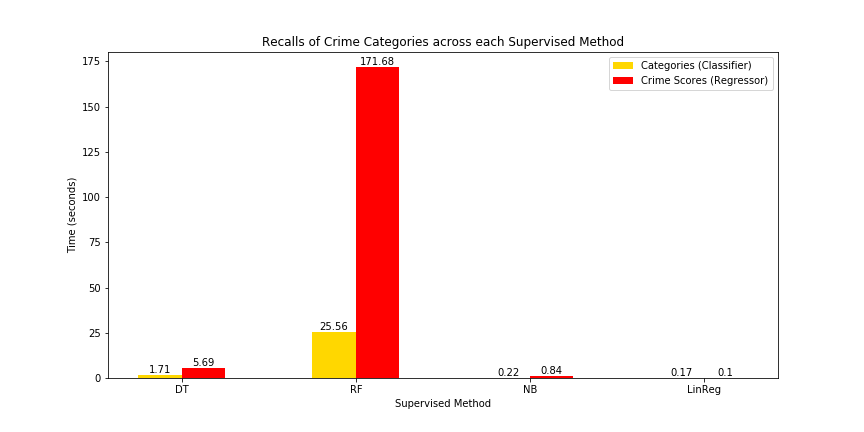 Recalls of Crime Categories across each Supervised Method
Categories (Classifier)
Crime Scores (Regressor)
Time (seconds)
175
150
125
100
75
50
25
0
1.71
5.69
25.56
171.68
0.22
0.84
0.17
0.1
DT
RF
NB
LinReg
Supervised Method